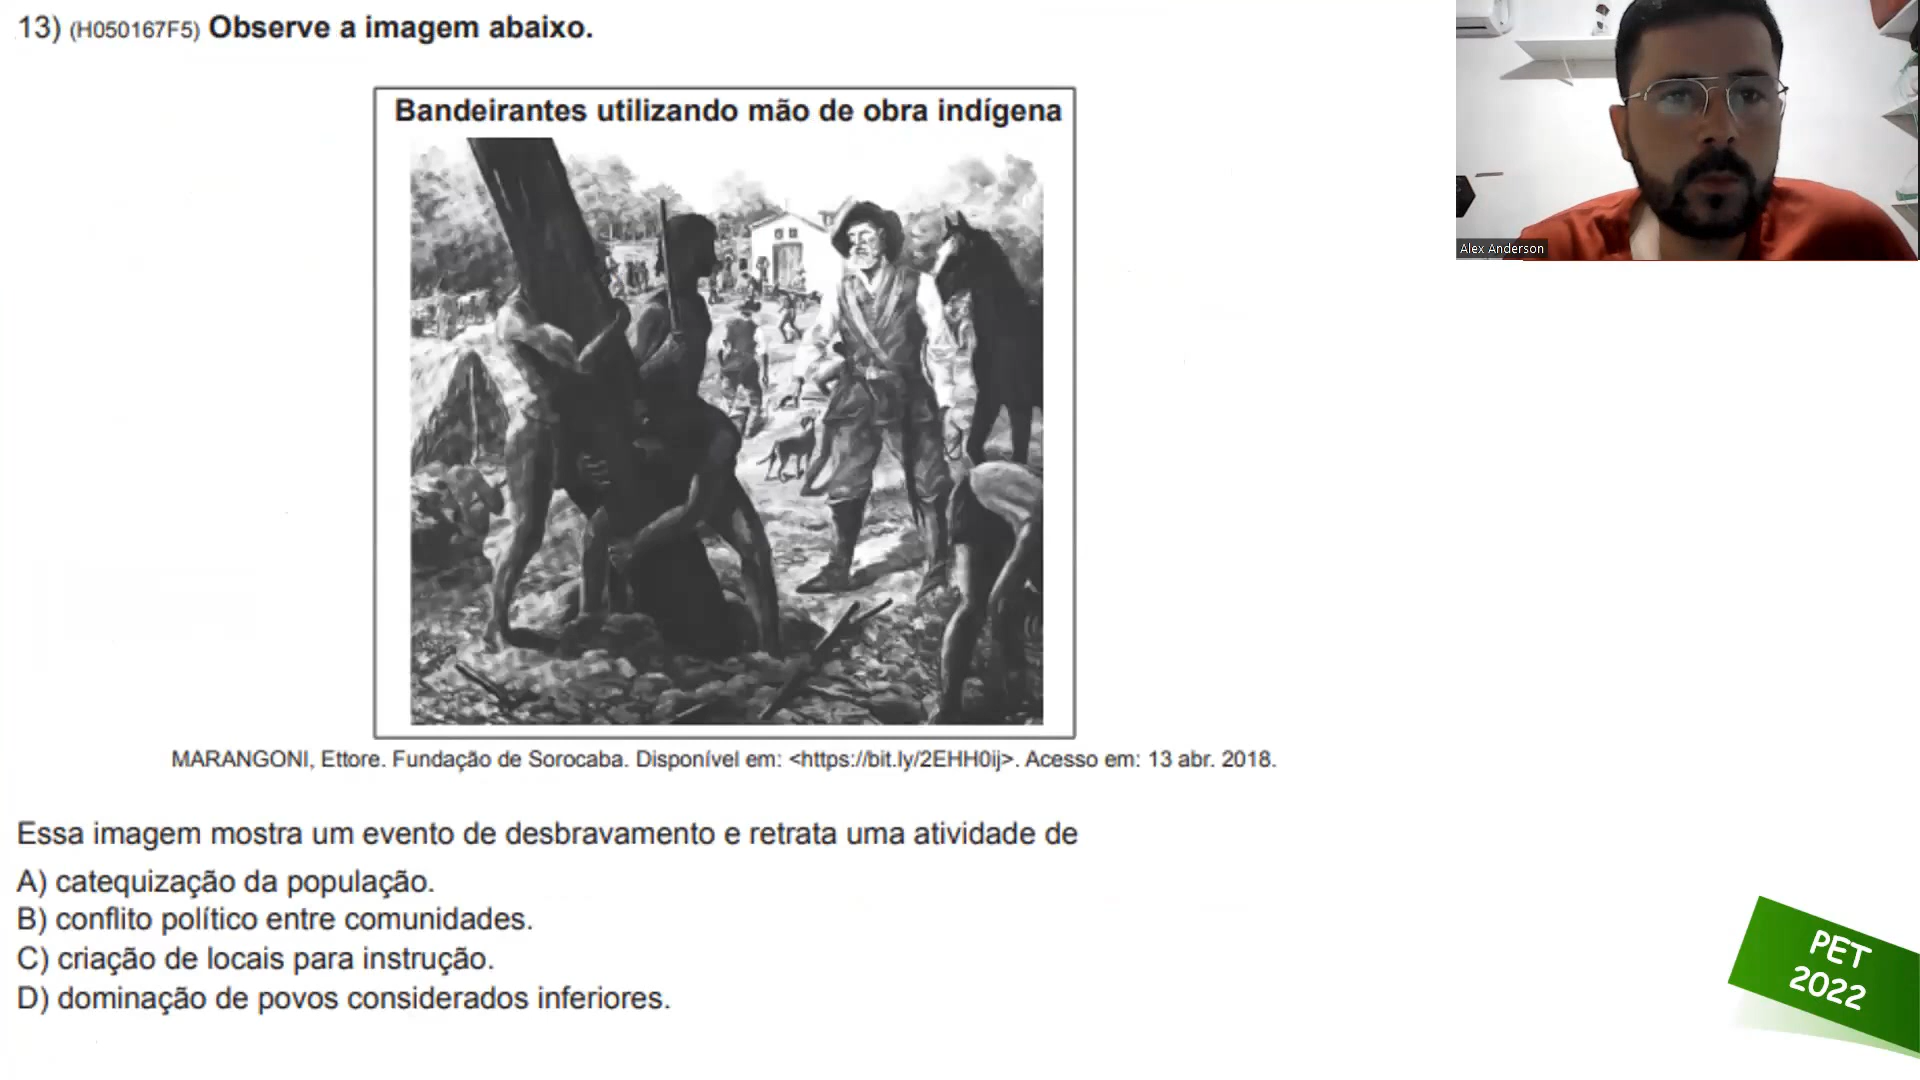 13) (H050167F5) Observe a imagem abaixo.
Bandeirantes utilizando mão de obra indígena
MARANGONI, Ettore. Fundação de Sorocaba. Disponível em: <https://bit.ly/2EHH0ij>. Acesso em: 13 abr. 2018.
Essa imagem mostra um evento de desbravamento e retrata uma atividade de
A) catequização da população.
B) conflito político entre comunidades.
C) criação de locais para instrução.
D) dominação de povos considerados inferiores.
Alex Anderson
PET
2022